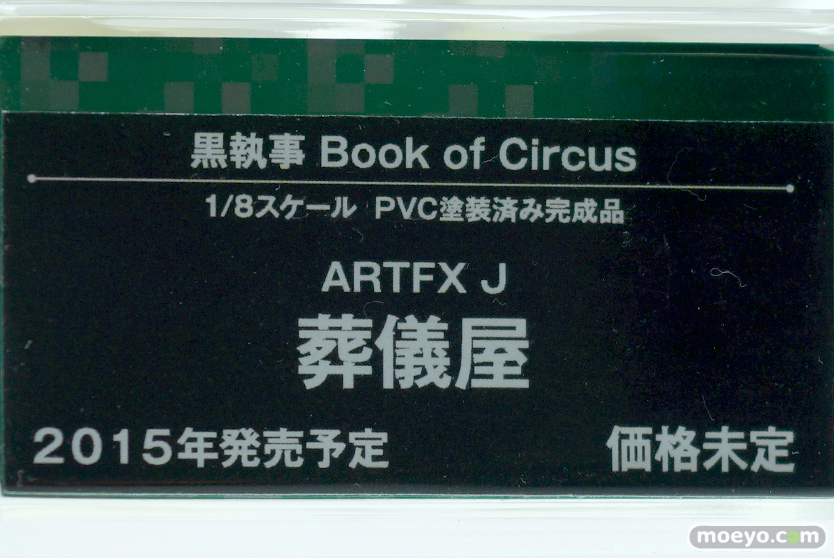 黒執事 Book of Circus
1/8スケール PVC塗装済み完成品
ARTFX J
葬儀屋
2015年発売予定
価格未定
moeyo.com